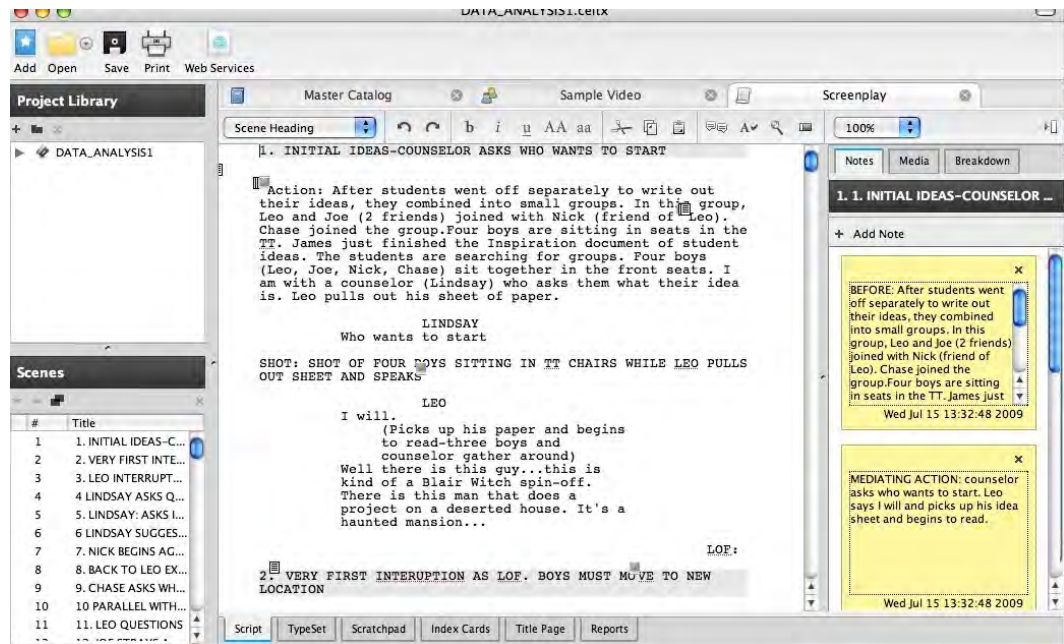 DATA_ANALYSIS1.celtx
Add Open Save Print Web Services
Project Library
DATA_ANALYSIS1
Scenes
# Title
1 1. INITIAL IDEAS-C...
2 2. VERY FIRST INTE...
3 3. LEO INTERRUPT...
4 4 LINDSAY ASKS Q...
5 5. LINDSAY: ASKS I...
6 6 LINDSAY SUGGES...
7 7. NICK BEGINS AG...
8 8. BACK TO LEO EX...
9 9. CHASE ASKS WH...
10 10 PARALLEL WITH...
11 11. LEO QUESTIONS
Master Catalog Sample Video Screenplay
Scene Heading b i u AA aa 100%
1. INITIAL IDEAS-COUNSELOR ASKS WHO WANTS TO START
Action: After students went off separately to write out
their ideas, they combined into small groups. In this group,
Leo and Joe (2 friends) joined with Nick (friend of Leo).
Chase joined the group.Four boys are sitting in seats in the
TT. James just finished the Inspiration document of student
ideas. The students are searching for groups. Four boys
(Leo, Joe, Nick, Chase) sit together in the front seats. I
am with a counselor (Lindsay) who asks them what their idea
is. Leo pulls out his sheet of paper.
LINDSAY
Who wants to start
SHOT: SHOT OF FOUR BOYS SITTING IN TT CHAIRS WHILE LEO PULLS
OUT SHEET AND SPEAKS
LEO
I will.
(Picks up his paper and begins
to read-three boys and
counselor gather around)
Well there is this guy...this is
kind of a Blair Witch spin-off.
There is this man that does a
project on a deserted house. It's a
haunted mansion...
LOF:
2. VERY FIRST INTERUPTION AS LOF. BOYS MUST MOVE TO NEW
LOCATION
Script TypeSet Scratchpad Index Cards Title Page Reports
Notes Media Breakdown
1. 1. INITIAL IDEAS-COUNSELOR ...
+ Add Note
BEFORE: After students went
off separately to write out
their ideas, they combined
into small groups. In this
group, Leo and Joe (2 friends)
joined with Nick (friend of
Leo). Chase joined the
group.Four boys are sitting
in seats in the TT. James just
Wed Jul 15 13:32:48 2009
MEDIATING ACTION: counselor
asks who wants to start. Leo
says I will and picks up his idea
sheet and begins to read.
Wed Jul 15 13:32:48 2009